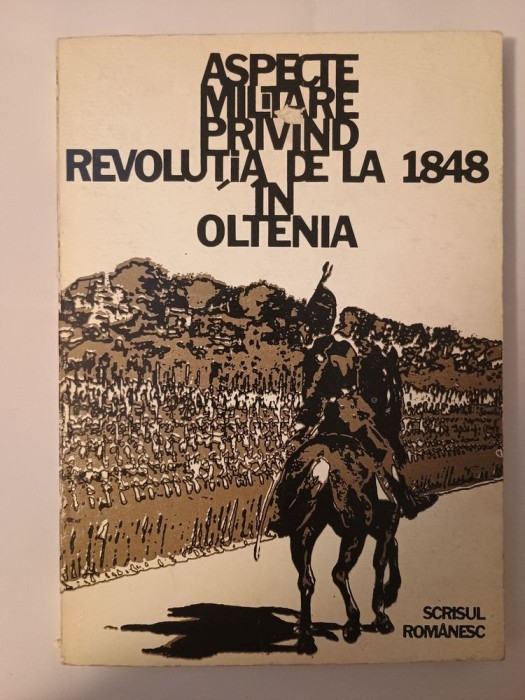 ASPECTE
MILITARE
PRIVIND
REVOLUȚIA DE LA 1848
ÎN
OLTENIA
SCRISUL
ROMÂNESC